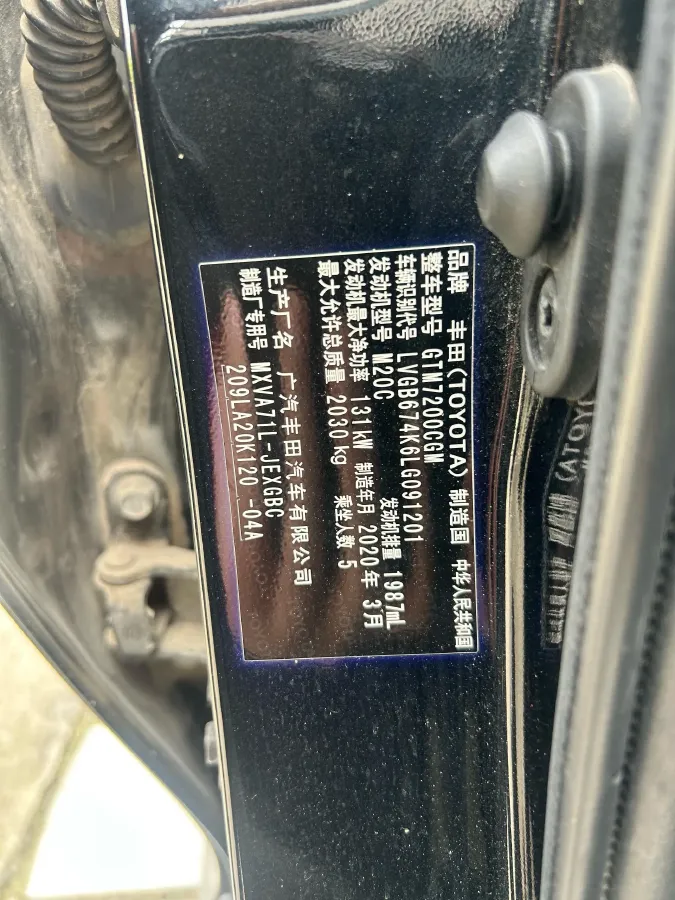 品牌 丰田(TOYOTA) 制造国 中华人民共和国
整车型号 GTM7200CGM
车辆识别代号 LVGB674K6LG091201
发动机型号 M20C 发动机排量 1987mL
发动机最大净功率 131kW 制造年月 2020年 3月
最大允许总质量 2030kg 乘坐人数 5
生产厂名 广汽丰田汽车有限公司
制造厂专用号 MXVA71L-JEXGBC
209LA20K120 -04A